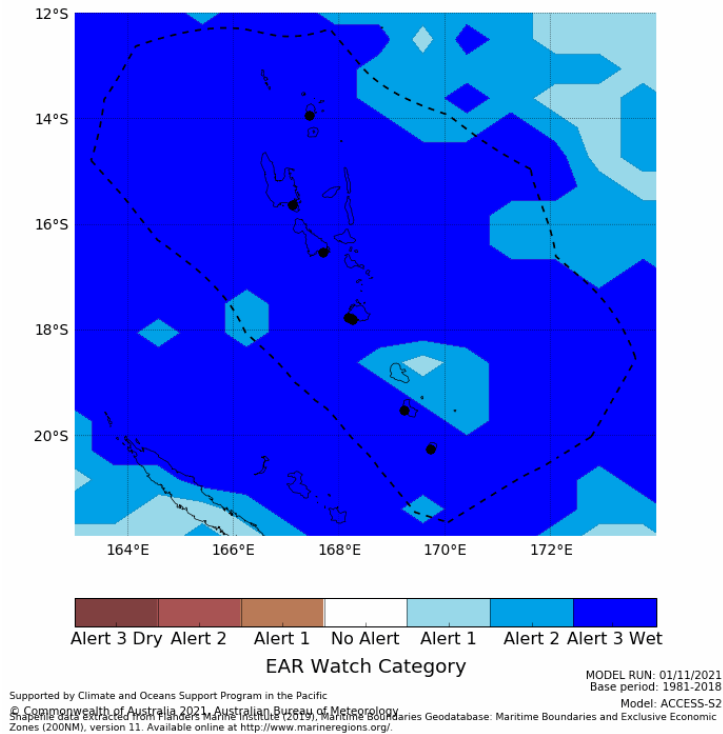 12°S
14°S
16°S
18°S
20°S
164°E 166°E 168°E 170°E 172°E
Alert 3 Dry Alert 2 Alert 1 No Alert Alert 1 Alert 2 Alert 3 Wet
EAR Watch Category
MODEL RUN: 01/11/2021
Base period: 1981-2018
Model: ACCESS-S2
Supported by Climate and Oceans Support Program in the Pacific
© Commonwealth of Australia 2021, Australian Bureau of Meteorology
Shapefile data extracted from Flanders Marine Institute (2019), Maritime Boundaries Geodatabase: Maritime Boundaries and Exclusive Economic
Zones (200NM), version 11. Available online at http://www.marineregions.org/.